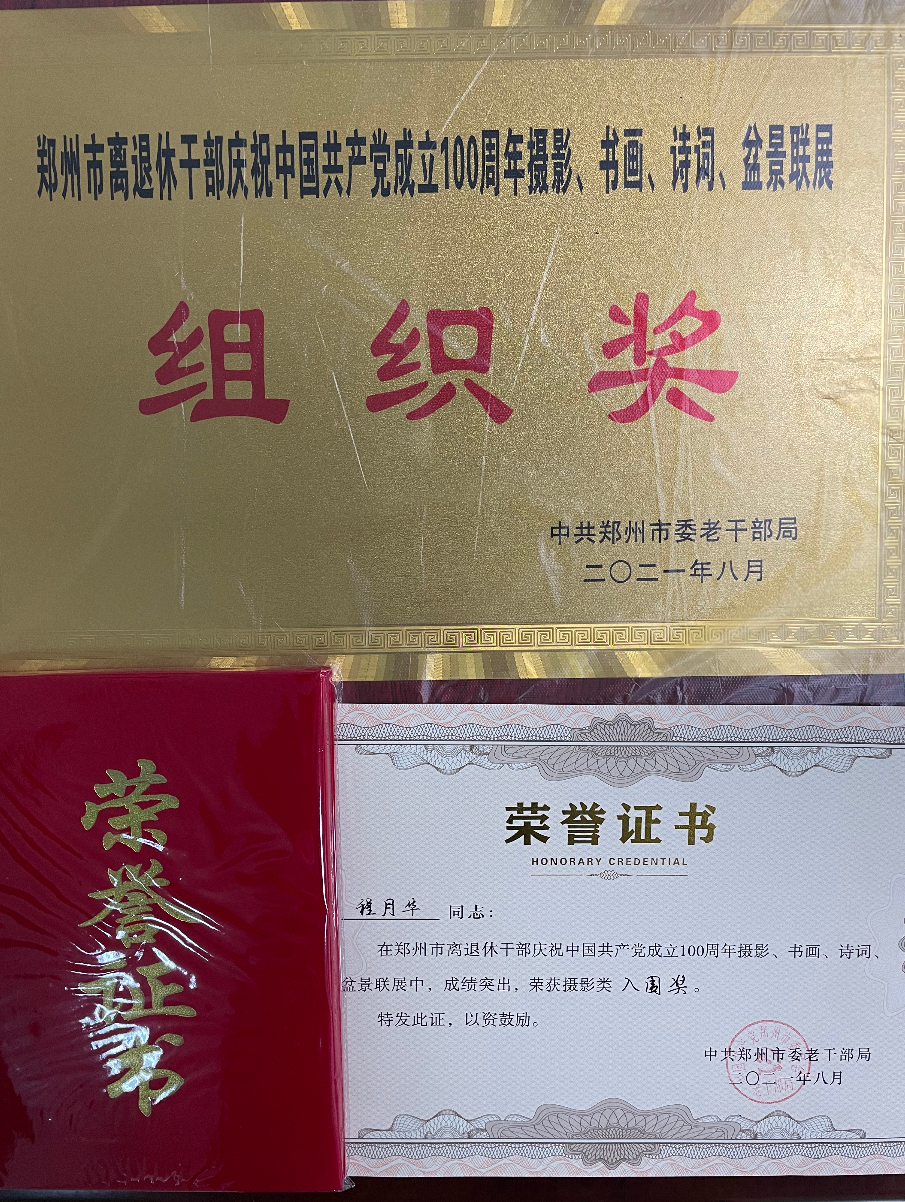 郑州市离退休干部庆祝中国共产党成立100周年摄影、书画、诗词、盆景联展
组织奖
中共郑州市委老干部局
二〇二一年八月
荣誉证书
荣誉证书
HONORARY CREDENTIAL
程月华 同志：
在郑州市离退休干部庆祝中国共产党成立100周年摄影、书画、诗词、
盆景联展中，成绩突出，荣获摄影类 入围奖。
特发此证，以资鼓励。
中共郑州市委老干部局
二〇二一年八月